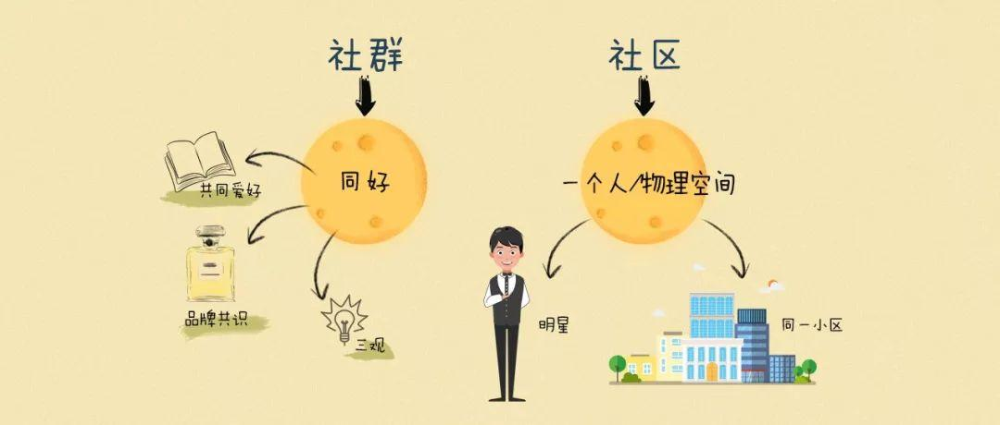 社群
社区
同好
一个人/物理空间
共同爱好
品牌共识
三观
明星
同一小区